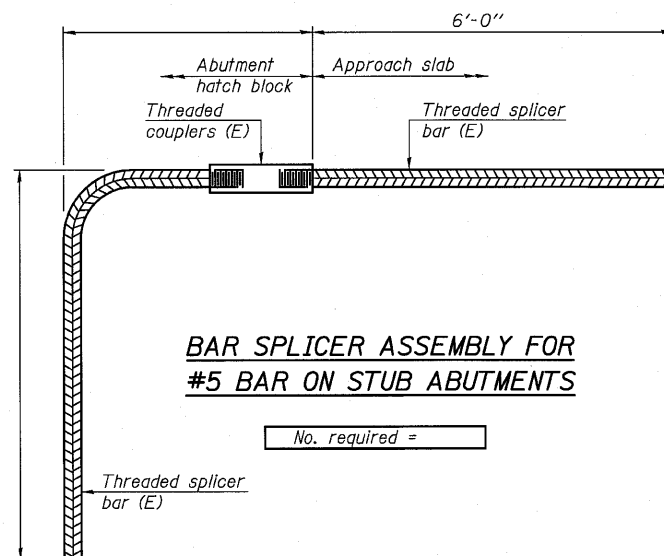 6'-0"
Abutment
hatch block
Approach slab
Threaded
couplers (E)
Threaded splicer
bar (E)
BAR SPLICER ASSEMBLY FOR
#5 BAR ON STUB ABUTMENTS
No. required =
Threaded splicer
bar (E)